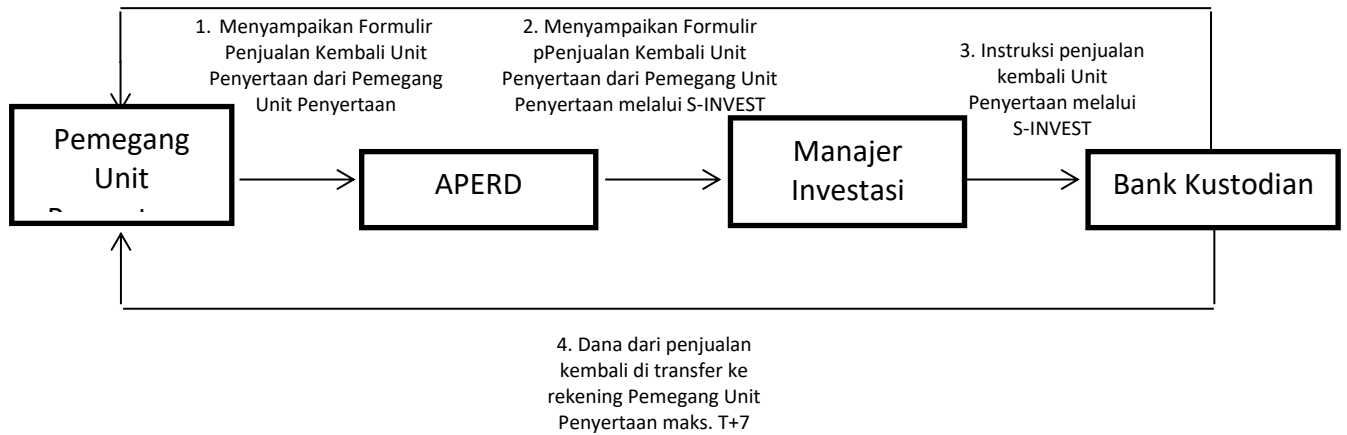 1. Menyampaikan Formulir
Penjualan Kembali Unit
Penyertaan dari Pemegang
Unit Penyertaan
2. Menyampaikan Formulir
pPenjualan Kembali Unit
Penyertaan dari Pemegang Unit
Penyertaan melalui S-INVEST
3. Instruksi penjualan
kembali Unit
Penyertaan melalui
S-INVEST
Pemegang
Unit
APERD
Manajer
Investasi
Bank Kustodian
4. Dana dari penjualan
kembali di transfer ke
rekening Pemegang Unit
Penyertaan maks. T+7